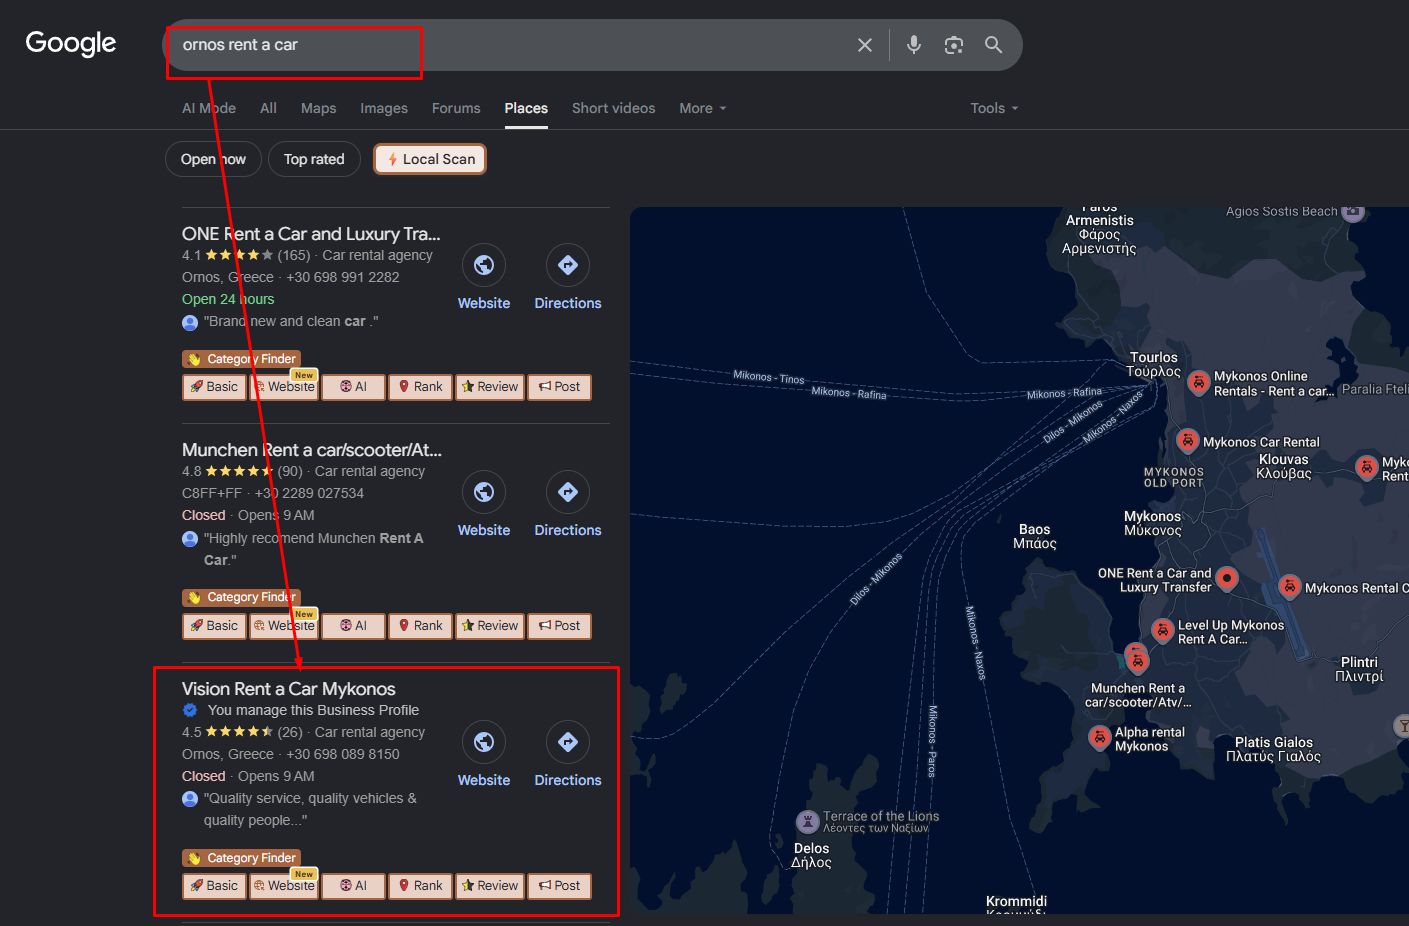 Google
ornos rent a car
AI Mode
All
Maps
Images
Forums
Places
Short videos
More
Tools
Open now
Top rated
Local Scan
ONE Rent a Car and Luxury Tra...
4.1 (165) · Car rental agency
Ornos, Greece · +30 698 991 2282
Open 24 hours
"Brand new and clean car ."
Website
Directions
Category Finder
New
Basic
Website
AI
Rank
Review
Post
Munchen Rent a car/scooter/At...
4.8 (90) · Car rental agency
C8FF+FF · +30 2289 027534
Closed · Opens 9 AM
"Highly recomend Munchen Rent A
Car."
Website
Directions
Category Finder
New
Basic
Website
AI
Rank
Review
Post
Vision Rent a Car Mykonos
You manage this Business Profile
4.5 (26) · Car rental agency
Ornos, Greece · +30 698 089 8150
Closed · Opens 9 AM
"Quality service, quality vehicles &
quality people..."
Website
Directions
Category Finder
New
Basic
Website
AI
Rank
Review
Post
Faros
Armenistis
Φάρος
Αρμενιστής
Agios Sostis Beach
Tourlos
Τούρλος
Mykonos Online
Rentals - Rent a car...
Paralia Fteli
Mikonos - Tinos
Mikonos - Rafina
Mikonos - Rafina
Dilos - Mikonos
Mikonos - Naxos
Mykonos Car Rental
Klouvas
Κλούβας
Myko
Rent
MYKONOS
OLD PORT
Mykonos
Μύκονος
Baos
Μπάος
Dilos - Mikonos
ONE Rent a Car and
Luxury Transfer
Mykonos Rental C
Mikonos - Naxos
Level Up Mykonos
Rent A Car...
Plintri
Πλιντρί
Munchen Rent a
car/scooter/Atv/...
Mikonos - Paros
Alpha rental
Mykonos
Platis Gialos
Πλατύς Γιαλός
Terrace of the Lions
Λέοντες των Ναξίων
Delos
Δήλος
Krommidi